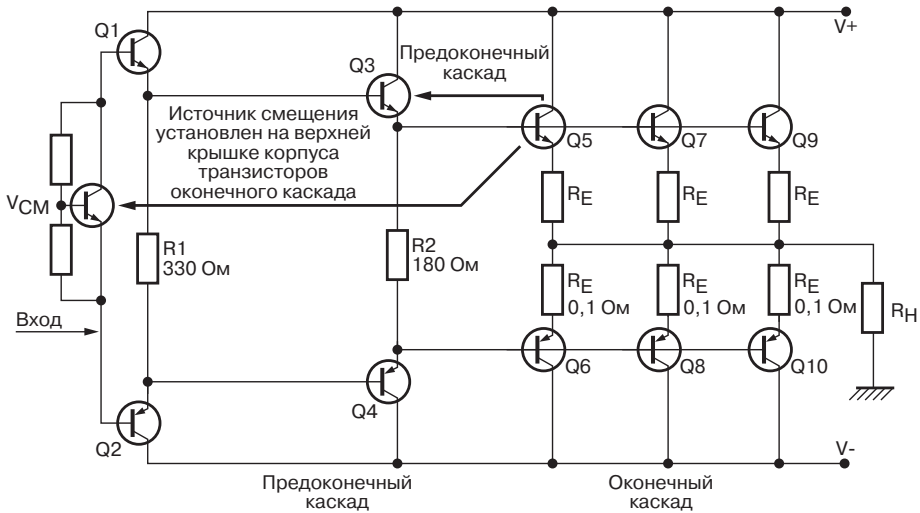 Q1
V+
Q3
Предоконечный
каскад
Источник смещения
установлен на верхней
крышке корпуса
транзисторов
оконечного каскада
Q5
Q7
Q9
VСМ
RE
RE
RE
R1
330 Ом
R2
180 Ом
RE
0,1 Ом
RE
0,1 Ом
RE
0,1 Ом
RН
Вход
Q6
Q8
Q10
Q4
Q2
V-
Предоконечный
каскад
Оконечный
каскад